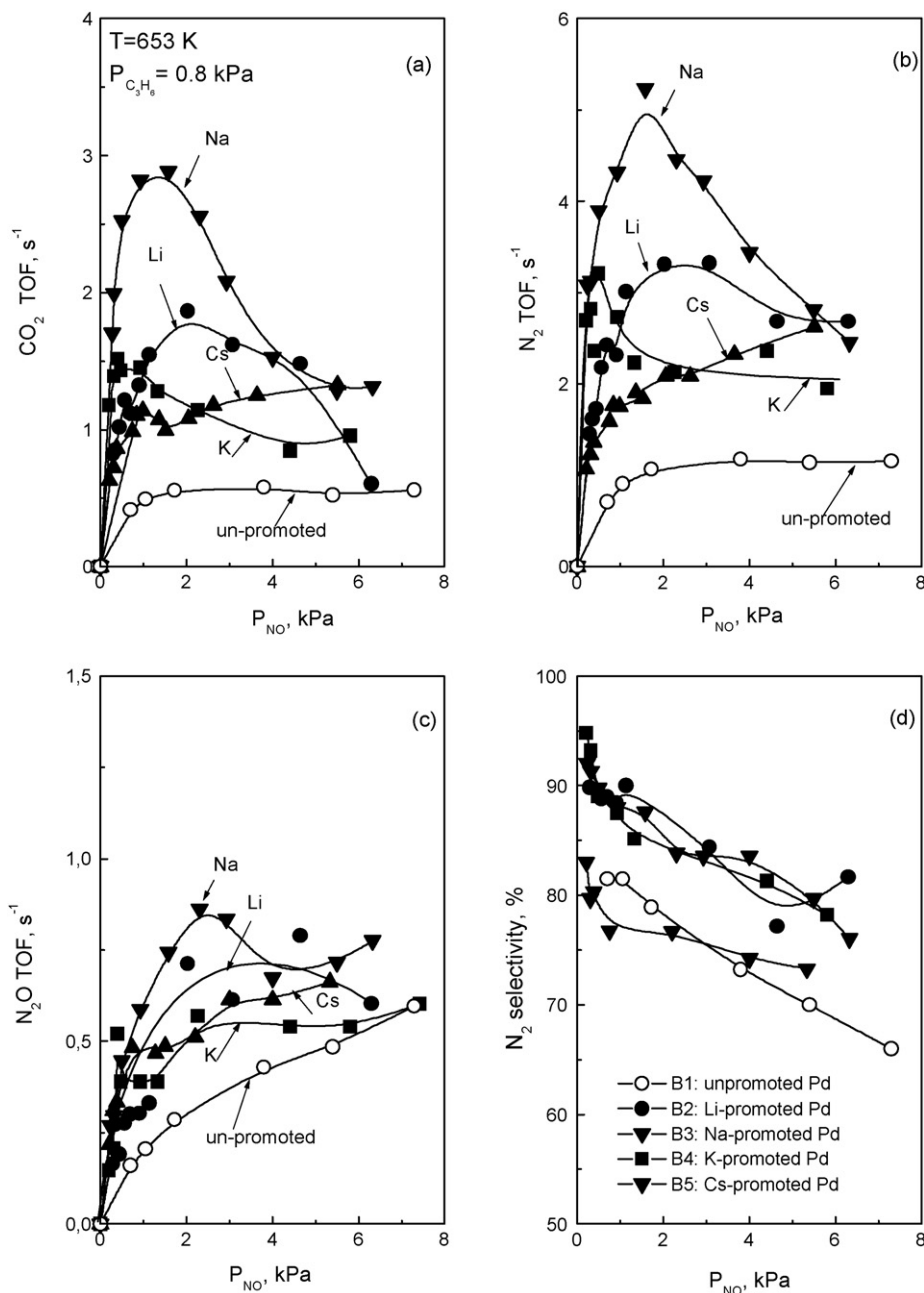 T=653 K
P C₃H₆ = 0.8 kPa
(a)
Na
Li
Cs
K
un-promoted
CO₂ TOF, s⁻¹
4
3
2
1
0
0 2 4 6 8
P_NO, kPa
(b)
Na
Li
Cs
K
un-promoted
N₂ TOF, s⁻¹
6
4
2
0
0 2 4 6 8
P_NO, kPa
(c)
Na
Li
Cs
K
un-promoted
N₂O TOF, s⁻¹
1,5
1,0
0,5
0,0
0 2 4 6 8
P_NO, kPa
(d)
N₂ selectivity, %
100
90
80
70
60
50
B1: unpromoted Pd
B2: Li-promoted Pd
B3: Na-promoted Pd
B4: K-promoted Pd
B5: Cs-promoted Pd
0 2 4 6 8
P_NO, kPa